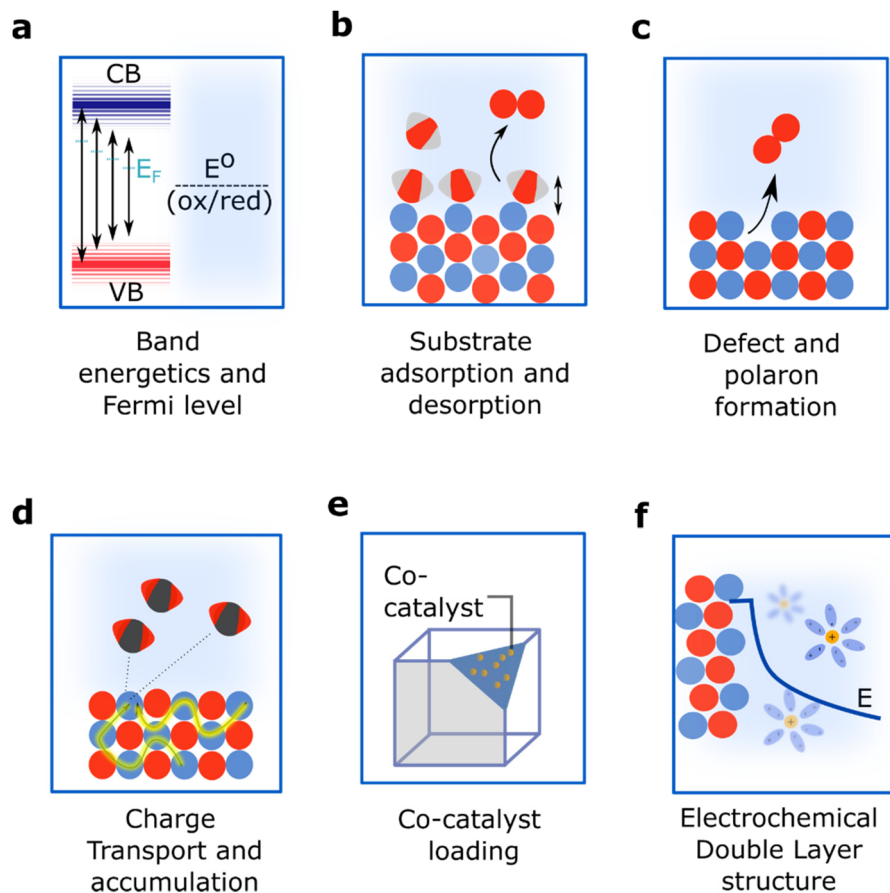 a
CB
E_F
E^O
(ox/red)
VB
Band
energetics and
Fermi level
b
Substrate
adsorption and
desorption
c
Defect and
polaron
formation
d
Charge
Transport and
accumulation
e
Co-
catalyst
Co-catalyst
loading
f
+
+
+
E
Electrochemical
Double Layer
structure